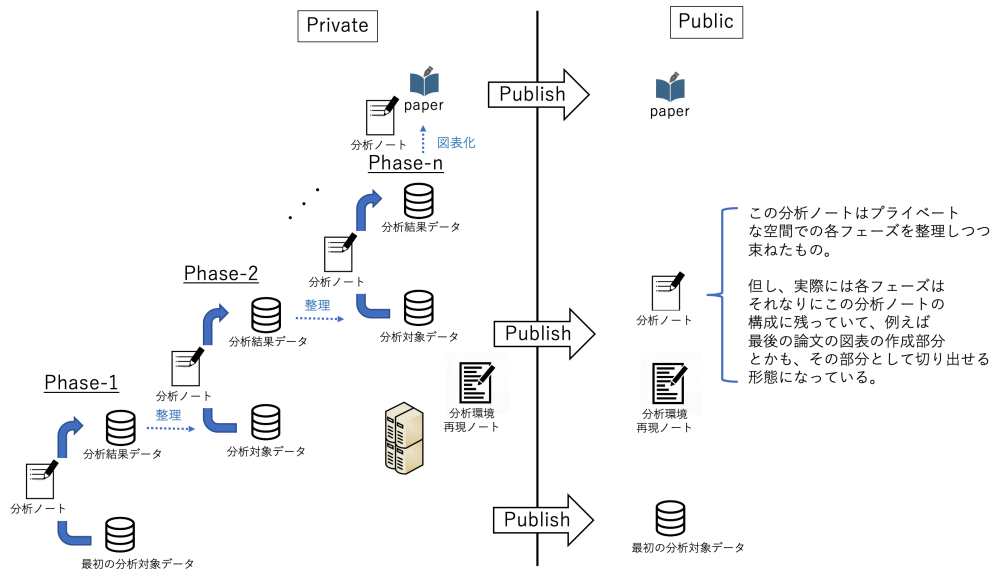 Private
Public
paper
Publish
paper
分析ノート
図表化
Phase-n
分析結果データ
この分析ノートはプライベート
な空間での各フェーズを整理しつつ
束ねたもの。
但し、実際には各フェーズは
それなりにこの分析ノートの
構成に残っていて、例えば
最後の論文の図表の作成部分
とかも、その部分として切り出せる
形態になっている。
分析ノート
Phase-2
整理
分析結果データ
分析対象データ
Publish
分析ノート
Phase-1
分析ノート
整理
分析結果データ
分析対象データ
分析環境
再現ノート
分析環境
再現ノート
分析ノート
Publish
最初の分析対象データ
最初の分析対象データ